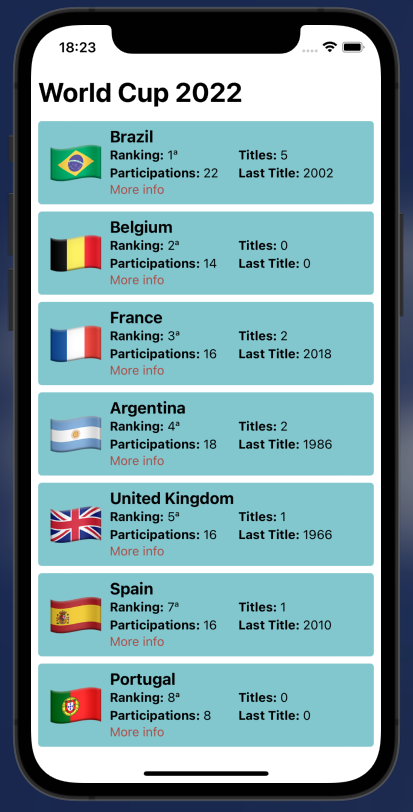 18:23
World Cup 2022
Brazil
Ranking: 1ª Titles: 5
Participations: 22 Last Title: 2002
More info
Belgium
Ranking: 2ª Titles: 0
Participations: 14 Last Title: 0
More info
France
Ranking: 3ª Titles: 2
Participations: 16 Last Title: 2018
More info
Argentina
Ranking: 4ª Titles: 2
Participations: 18 Last Title: 1986
More info
United Kingdom
Ranking: 5ª Titles: 1
Participations: 16 Last Title: 1966
More info
Spain
Ranking: 7ª Titles: 1
Participations: 16 Last Title: 2010
More info
Portugal
Ranking: 8ª Titles: 0
Participations: 8 Last Title: 0
More info